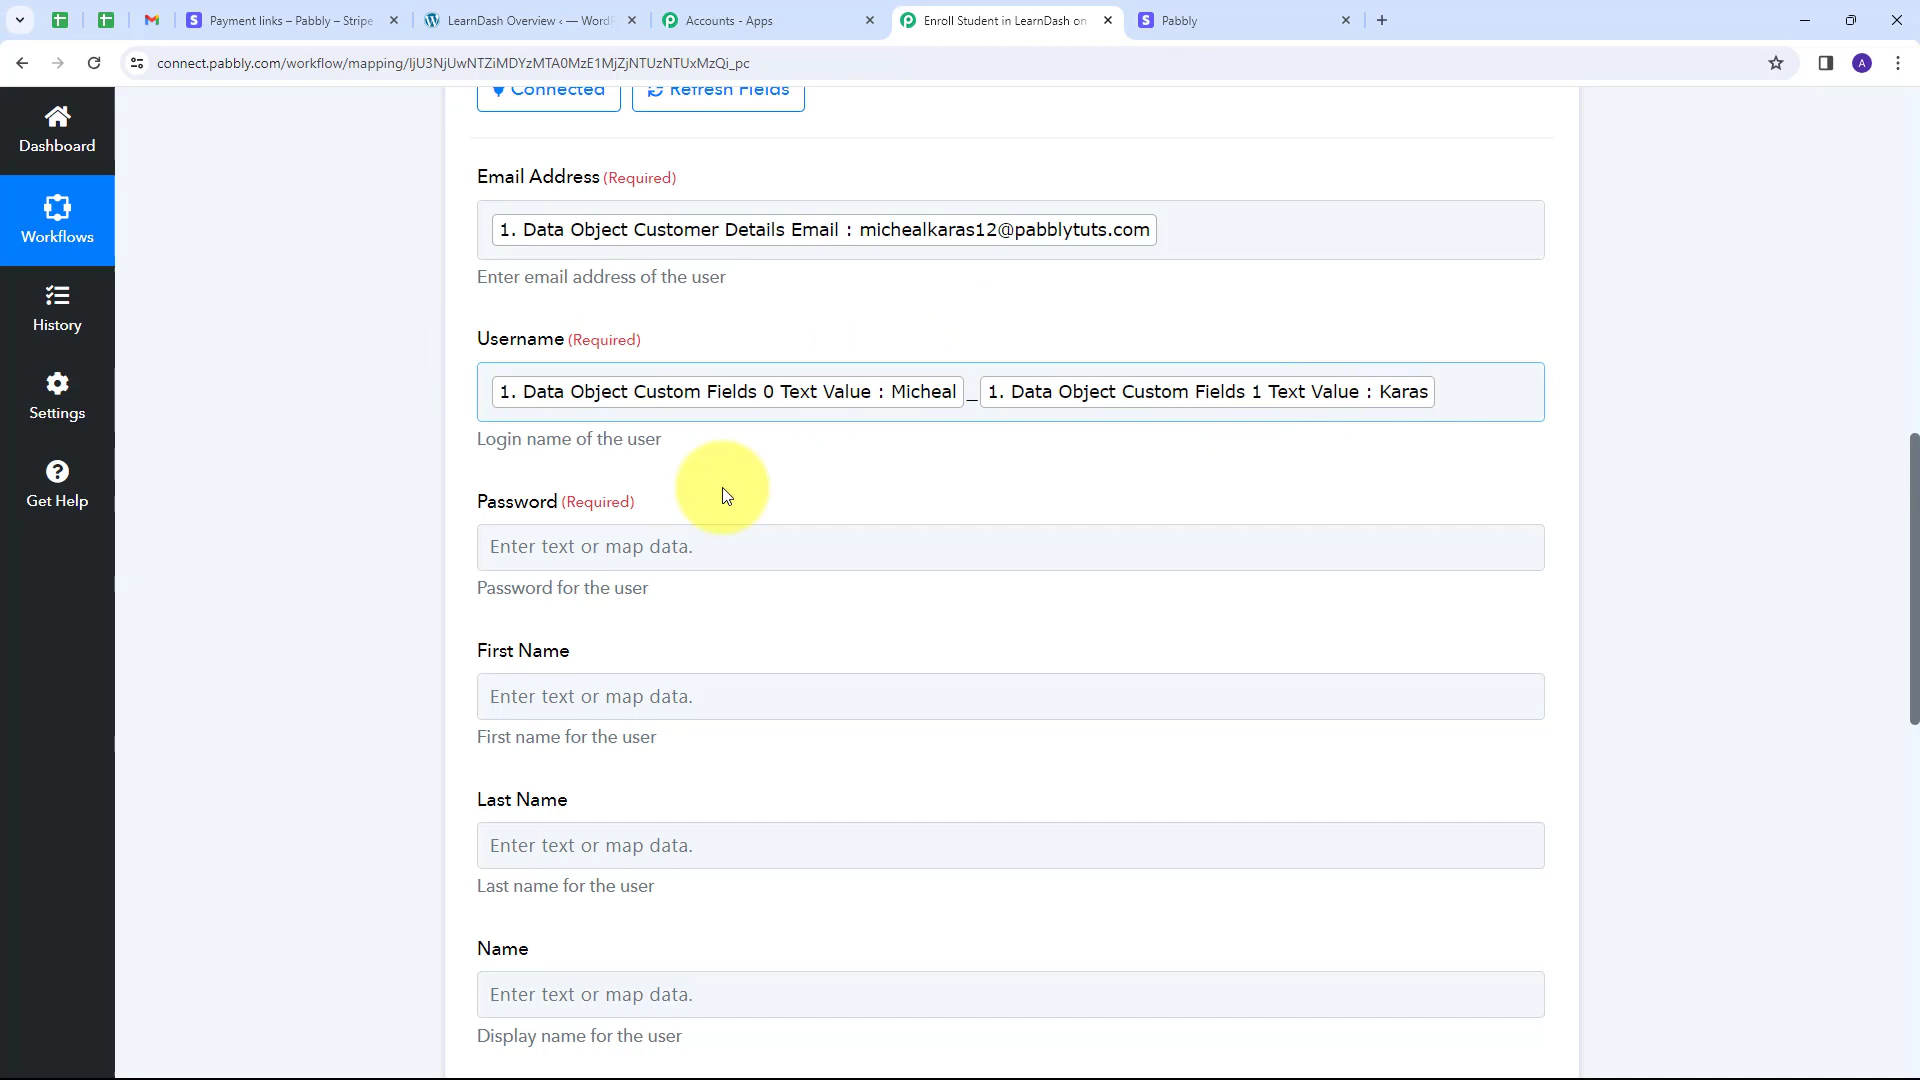 Payment links – Pabbly – Stripe
LearnDash Overview ‹ — WordP
Accounts - Apps
Enroll Student in LearnDash on
Pabbly
connect.pabbly.com/workflow/mapping/IjU3NjUwNTZiMDYzMTA0MzE1MjZjNTUzNTUxMzQi_pc
A
Dashboard
Workflows
History
Settings
Get Help
Connected
Refresh Fields
Email Address (Required)
1. Data Object Customer Details Email : michealkaras12@pabblytuts.com
Enter email address of the user
Username (Required)
1. Data Object Custom Fields 0 Text Value : Micheal _ 1. Data Object Custom Fields 1 Text Value : Karas
Login name of the user
Password (Required)
Enter text or map data.
Password for the user
First Name
Enter text or map data.
First name for the user
Last Name
Enter text or map data.
Last name for the user
Name
Enter text or map data.
Display name for the user